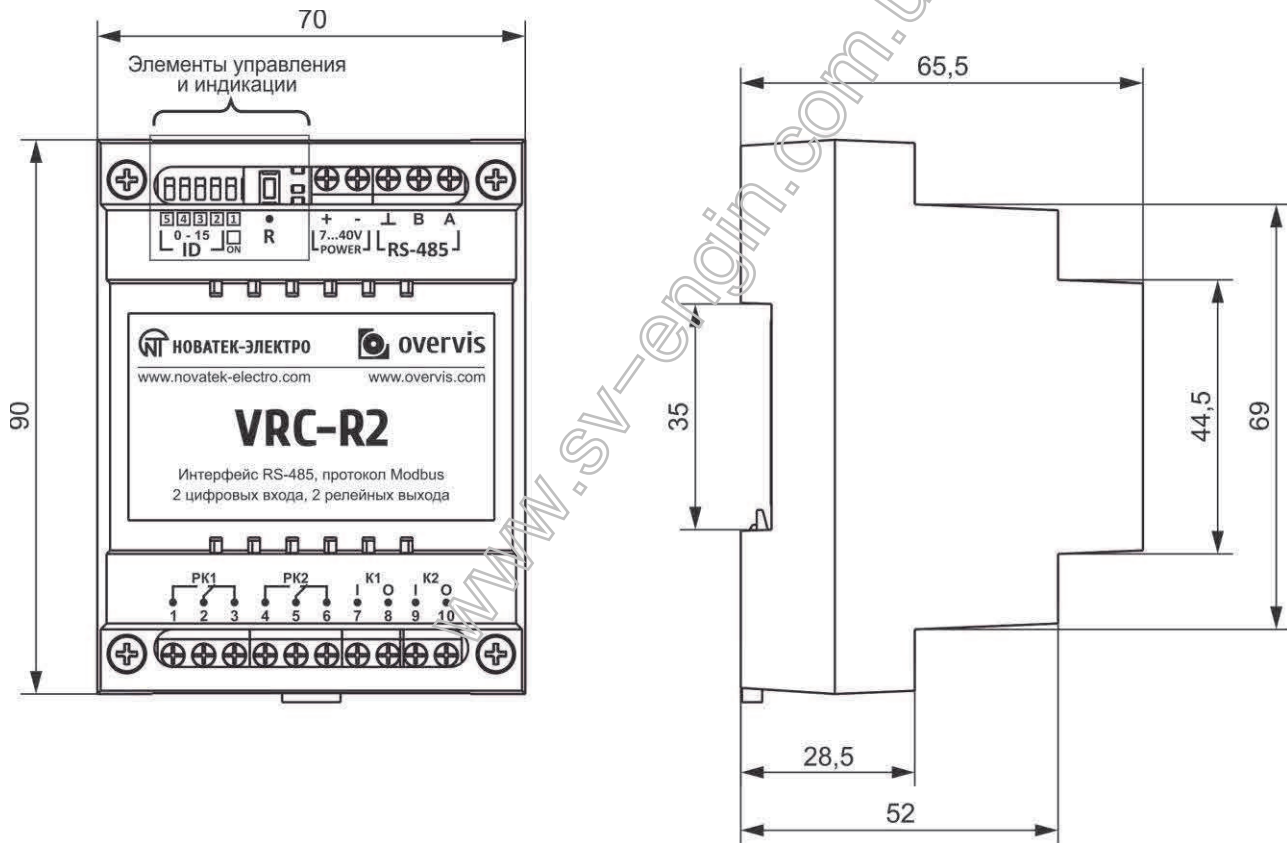 70
Элементы управления
и индикации
5 4 3 2 1
0 - 15
ID
ON
R
+ - ⊥ B A
7...40V
POWER
RS-485
NT НОВАТЕК-ЭЛЕКТРО overvis
www.novatek-electro.com www.overvis.com
VRC-R2
Интерфейс RS-485, протокол Modbus
2 цифровых входа, 2 релейных выхода
РК1 РК2 К1 К2
I O I O
1 2 3 4 5 6 7 8 9 10
90
65,5
35
44,5
69
28,5
52
www.sv-engin.com.u